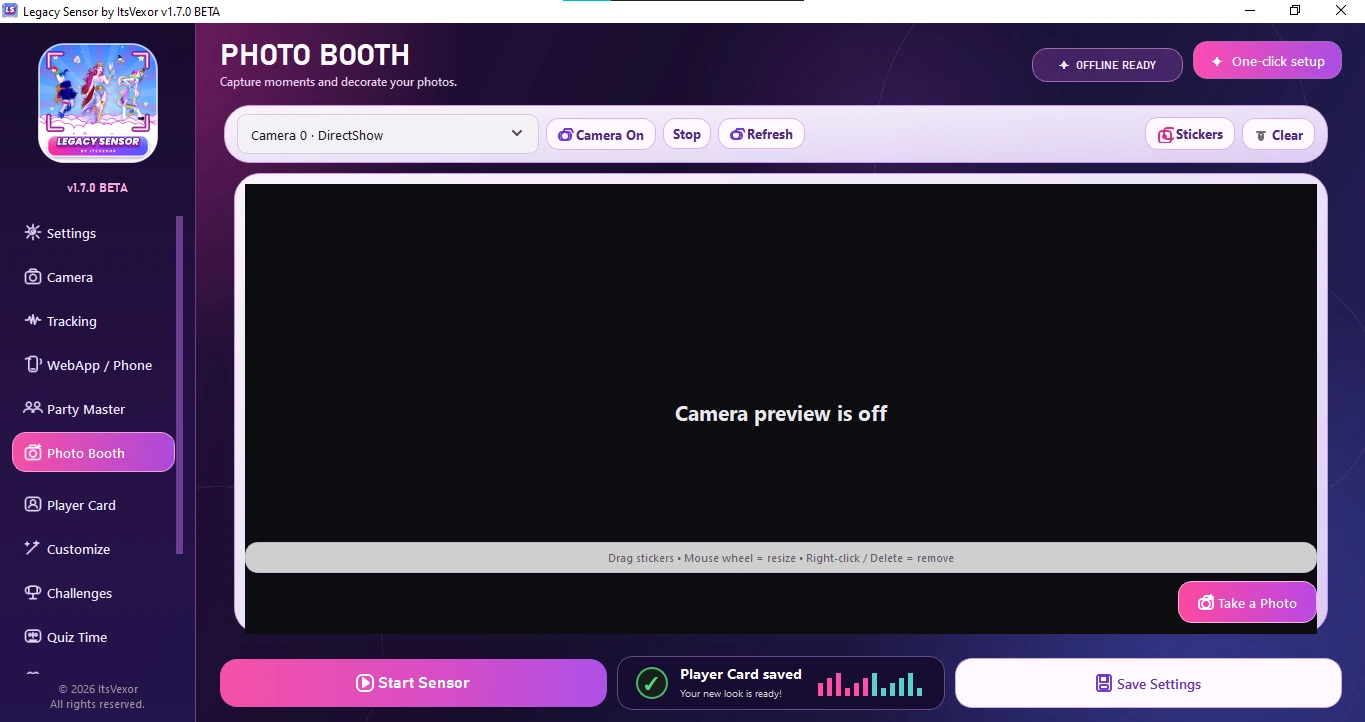 Legacy Sensor by ItsVexor v1.7.0 BETA
LEGACY SENSOR
BY ITSVEXOR
v1.7.0 BETA
Settings
Camera
Tracking
WebApp / Phone
Party Master
Photo Booth
Player Card
Customize
Challenges
Quiz Time
© 2026 ItsVexor
All rights reserved.
PHOTO BOOTH
Capture moments and decorate your photos.
OFFLINE READY
One-click setup
Camera 0 · DirectShow
Camera On
Stop
Refresh
Stickers
Clear
Camera preview is off
Drag stickers • Mouse wheel = resize • Right-click / Delete = remove
Take a Photo
Start Sensor
Player Card saved
Your new look is ready!
Save Settings